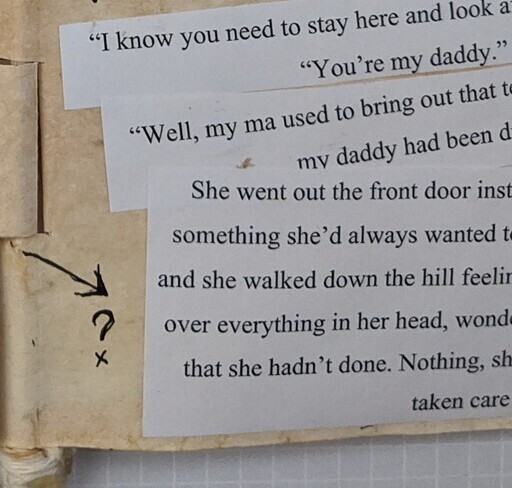 “I know you need to stay here and look a
“You’re my daddy.”
“Well, my ma used to bring out that t
my daddy had been d
She went out the front door inst
something she’d always wanted t
and she walked down the hill feelin
over everything in her head, wond
that she hadn’t done. Nothing, sh
taken care
?
x